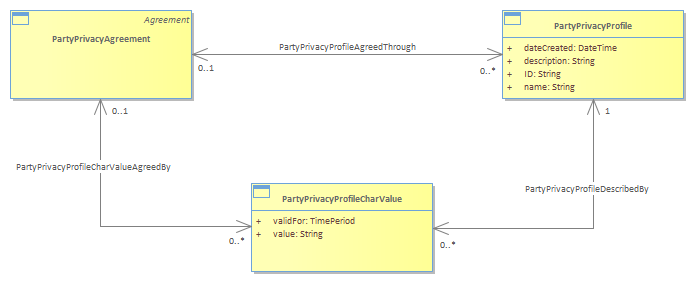 Agreement
PartyPrivacyAgreement
PartyPrivacyProfileAgreedThrough
0..1
0..*
PartyPrivacyProfile
+ dateCreated: DateTime
+ description: String
+ ID: String
+ name: String
0..1
1
PartyPrivacyProfileCharValueAgreedBy
PartyPrivacyProfileDescribedBy
PartyPrivacyProfileCharValue
+ validFor: TimePeriod
+ value: String
0..*
0..*